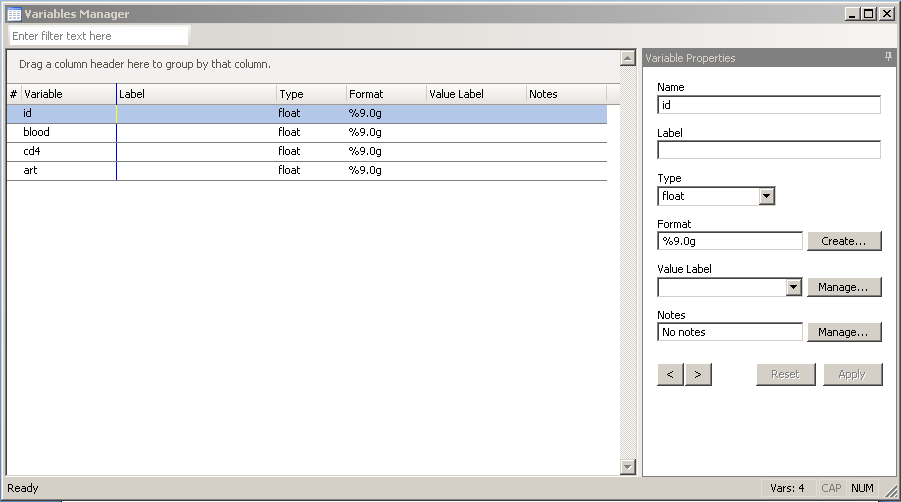 Variables Manager
Enter filter text here
Drag a column header here to group by that column.
# Variable Label Type Format Value Label Notes
id float %9.0g
blood float %9.0g
cd4 float %9.0g
art float %9.0g
Variable Properties
Name
id
Label
Type
float
Format
%9.0g Create...
Value Label
Manage...
Notes
No notes Manage...
< > Reset Apply
Ready Vars: 4 CAP NUM